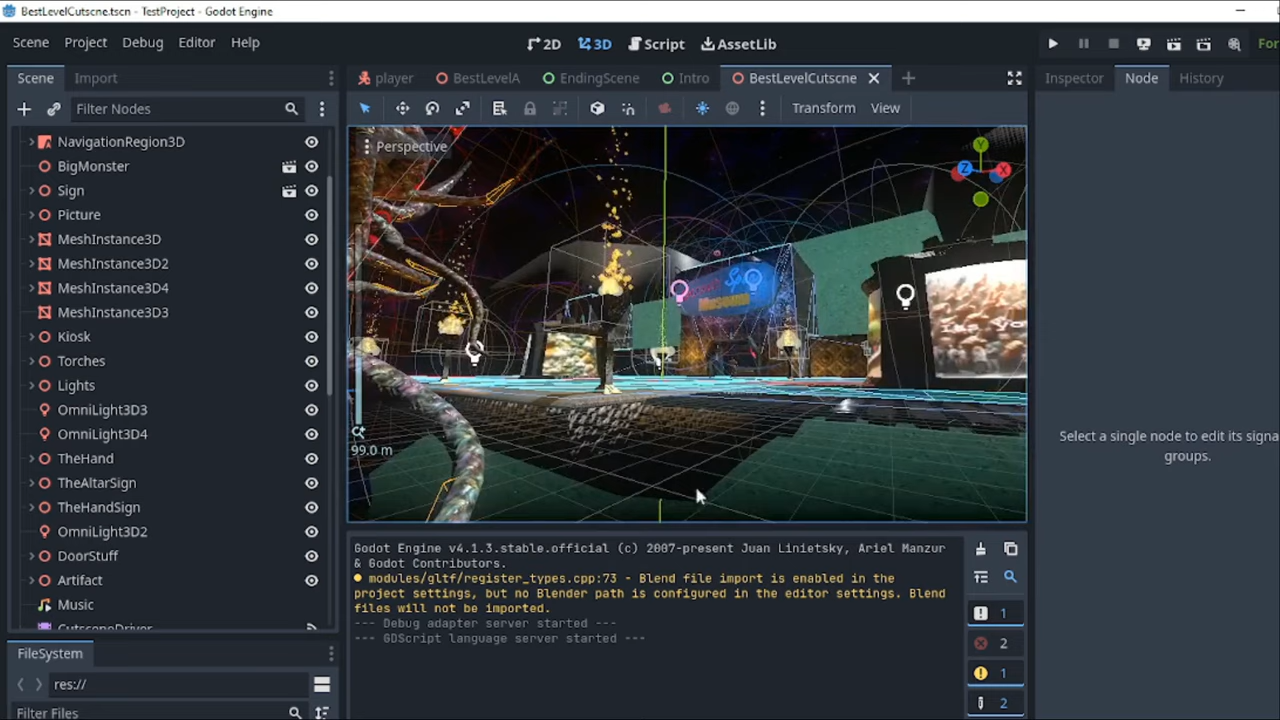 BestLevelCutscne.tscn - TestProject - Godot Engine
Scene Project Debug Editor Help
2D 3D Script AssetLib
Scene Import
player BestLevelA EndingScene Intro BestLevelCutscne
Inspector Node History
Filter Nodes
Transform View
Perspective
Y
Z X
NavigationRegion3D
BigMonster
Sign
Picture
MeshInstance3D
MeshInstance3D2
MeshInstance3D4
MeshInstance3D3
Kiosk
Torches
Lights
OmniLight3D3
OmniLight3D4
TheHand
TheAltarSign
TheHandSign
OmniLight3D2
DoorStuff
Artifact
Music
CutsceneDriver
Museum
99.0 m
Select a single node to edit its signa
groups.
Godot Engine v4.1.3.stable.official (c) 2007-present Juan Linietsky, Ariel Manzur
& Godot Contributors.
modules/gltf/register_types.cpp:73 - Blend file import is enabled in the
project settings, but no Blender path is configured in the editor settings. Blend
files will not be imported.
--- Debug adapter server started ---
--- GDScript language server started ---
1
2
1
2
FileSystem
res://
Filter Files